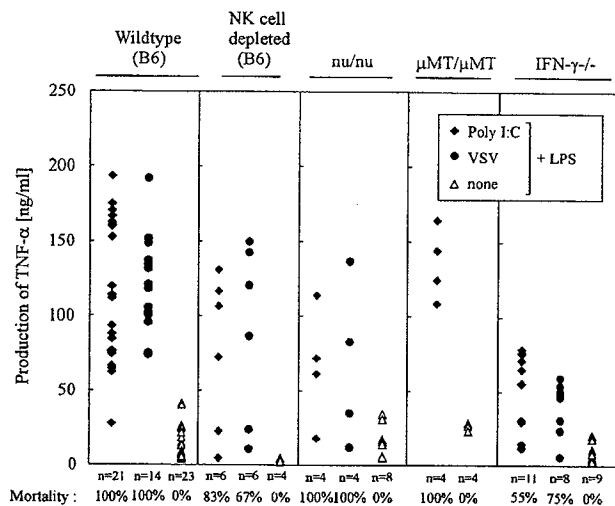 Wildtype
(B6)
NK cell
depleted
(B6)
nu/nu
μMT/μMT
IFN-γ-/-
Production of TNF-α [ng/ml]
250
200
150
100
50
0
Poly I:C
VSV
none
+ LPS
n=21 n=14 n=23 n=6 n=6 n=4 n=4 n=4 n=8 n=4 n=4 n=11 n=8 n=9
Mortality: 100% 100% 0% 83% 67% 0% 100% 100% 0% 100% 0% 55% 75% 0%